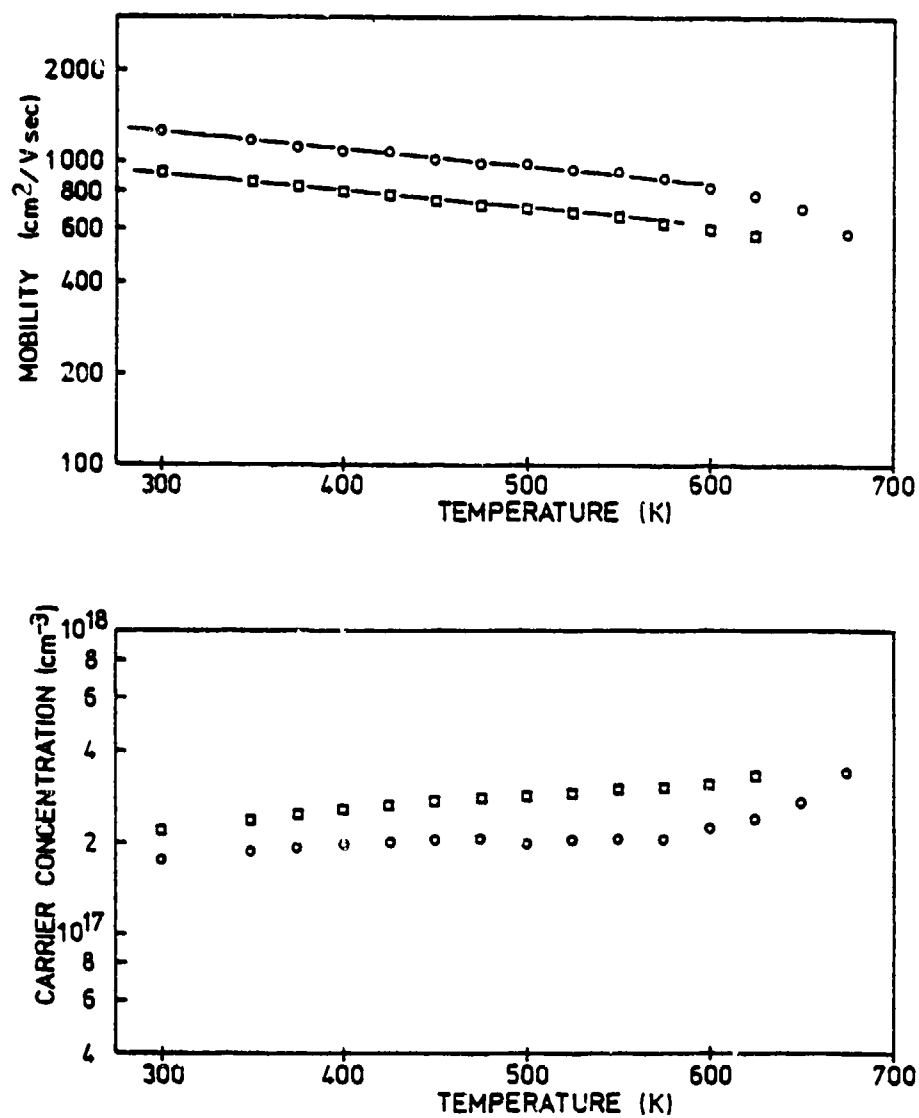 2000
1000
800
600
400
200
100
MOBILITY (cm²/V sec)
300 400 500 600 700
TEMPERATURE (K)
10¹⁸
8
6
4
2
10¹⁷
8
6
4
CARRIER CONCENTRATION (cm⁻³)
300 400 500 600 700
TEMPERATURE (K)